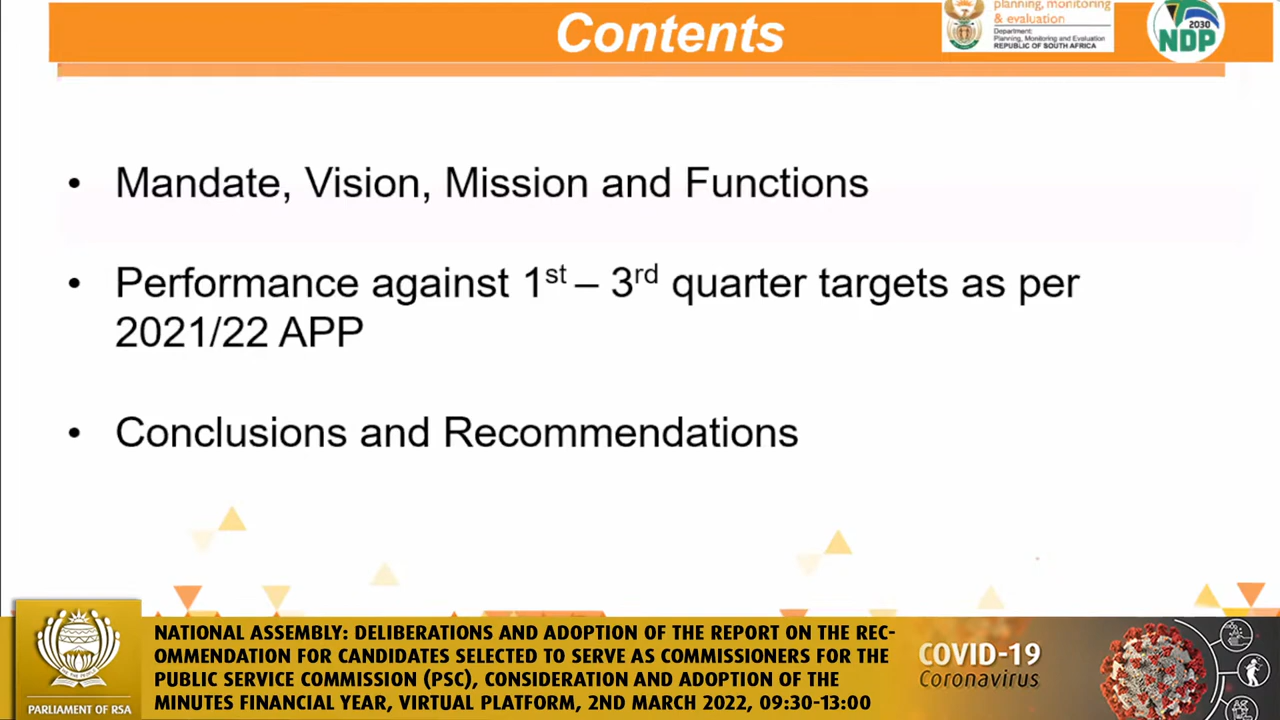 Contents
planning, monitoring
& evaluation
Department:
Planning, Monitoring and Evaluation
REPUBLIC OF SOUTH AFRICA
2030
NDP
• Mandate, Vision, Mission and Functions
• Performance against 1st – 3rd quarter targets as per
2021/22 APP
• Conclusions and Recommendations
PARLIAMENT OF RSA
NATIONAL ASSEMBLY: DELIBERATIONS AND ADOPTION OF THE REPORT ON THE REC-
OMMENDATION FOR CANDIDATES SELECTED TO SERVE AS COMMISSIONERS FOR THE
PUBLIC SERVICE COMMISSION (PSC), CONSIDERATION AND ADOPTION OF THE
MINUTES FINANCIAL YEAR, VIRTUAL PLATFORM, 2ND MARCH 2022, 09:30-13:00
COVID-19
Coronavirus